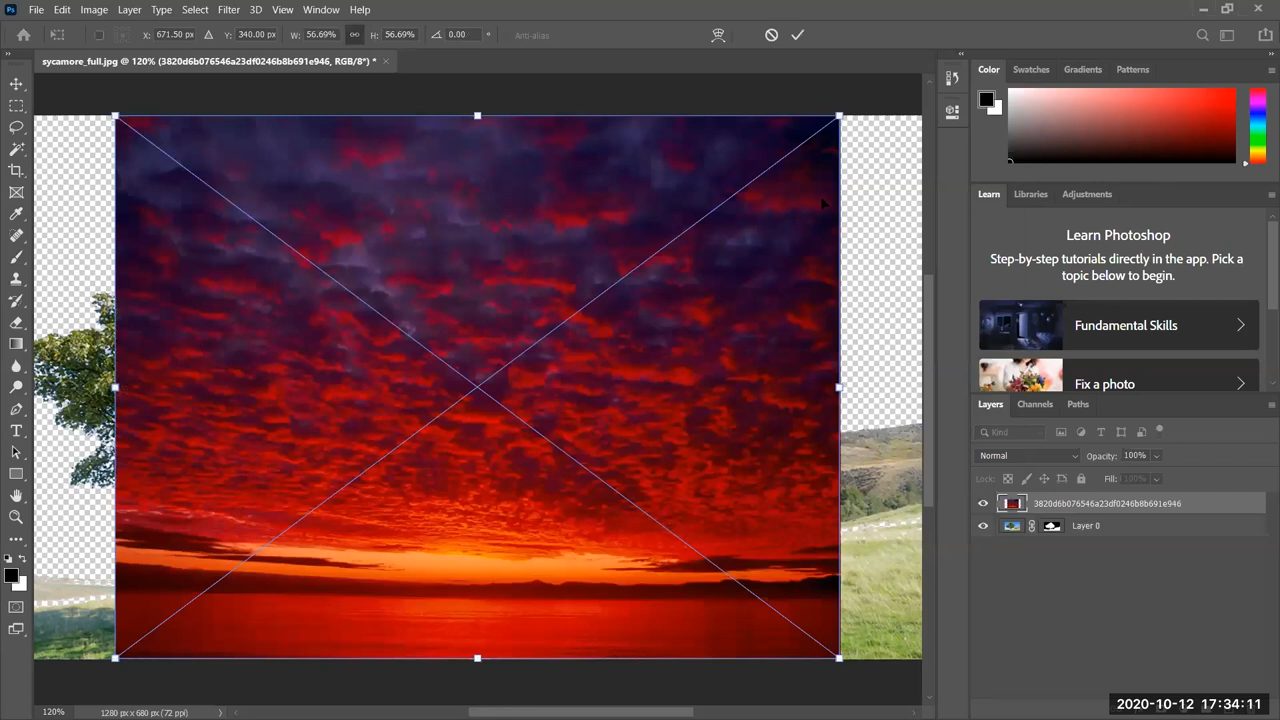 Ps File Edit Image Layer Type Select Filter 3D View Window Help
X: 671.50 px Y: 340.00 px W: 56.69% H: 56.69% 0.00 ° Anti-alias
sycamore_full.jpg @ 120% (3820d6b076546a23df0246b8b691e946, RGB/8*) *
Color Swatches Gradients Patterns
Learn Libraries Adjustments
Learn Photoshop
Step-by-step tutorials directly in the app. Pick a
topic below to begin.
Fundamental Skills
Fix a photo
Layers Channels Paths
Kind
Normal Opacity: 100%
Lock: Fill: 100%
3820d6b076546a23df0246b8b691e946
Layer 0
120% 1280 px x 680 px (72 ppi)
2020-10-12 17:34:11